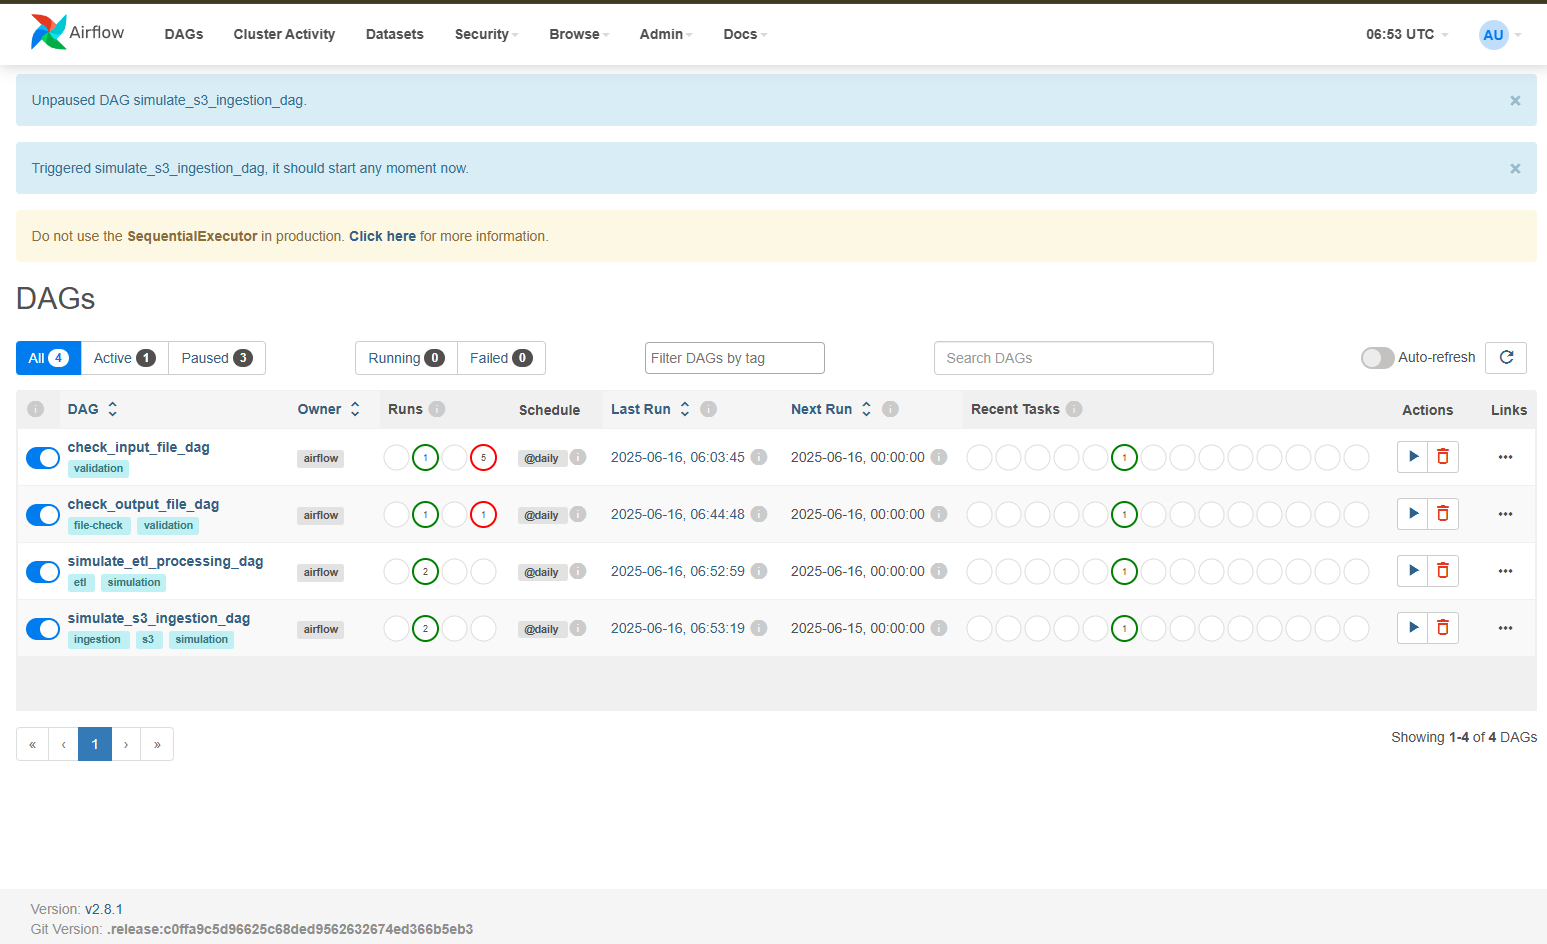 Airflow DAGs Cluster Activity Datasets Security Browse Admin Docs 06:53 UTC AU
Unpaused DAG simulate_s3_ingestion_dag. ×
Triggered simulate_s3_ingestion_dag, it should start any moment now. ×
Do not use the SequentialExecutor in production. Click here for more information.
DAGs
All 4 Active 1 Paused 3 Running 0 Failed 0 Filter DAGs by tag Search DAGs Auto-refresh
i DAG Owner Runs i Schedule Last Run i Next Run i Recent Tasks i Actions Links
check_input_file_dag
validation
airflow 1 5 @daily i 2025-06-16, 06:03:45 i 2025-06-16, 00:00:00 i 1
check_output_file_dag
file-check validation
airflow 1 1 @daily i 2025-06-16, 06:44:48 i 2025-06-16, 00:00:00 i 1
simulate_etl_processing_dag
etl simulation
airflow 2 @daily i 2025-06-16, 06:52:59 i 2025-06-16, 00:00:00 i 1
simulate_s3_ingestion_dag
ingestion s3 simulation
airflow 2 @daily i 2025-06-16, 06:53:19 i 2025-06-15, 00:00:00 i 1
« ‹ 1 › »
Showing 1-4 of 4 DAGs
Version: v2.8.1
Git Version: .release:c0ffa9c5d96625c68ded9562632674ed366b5eb3